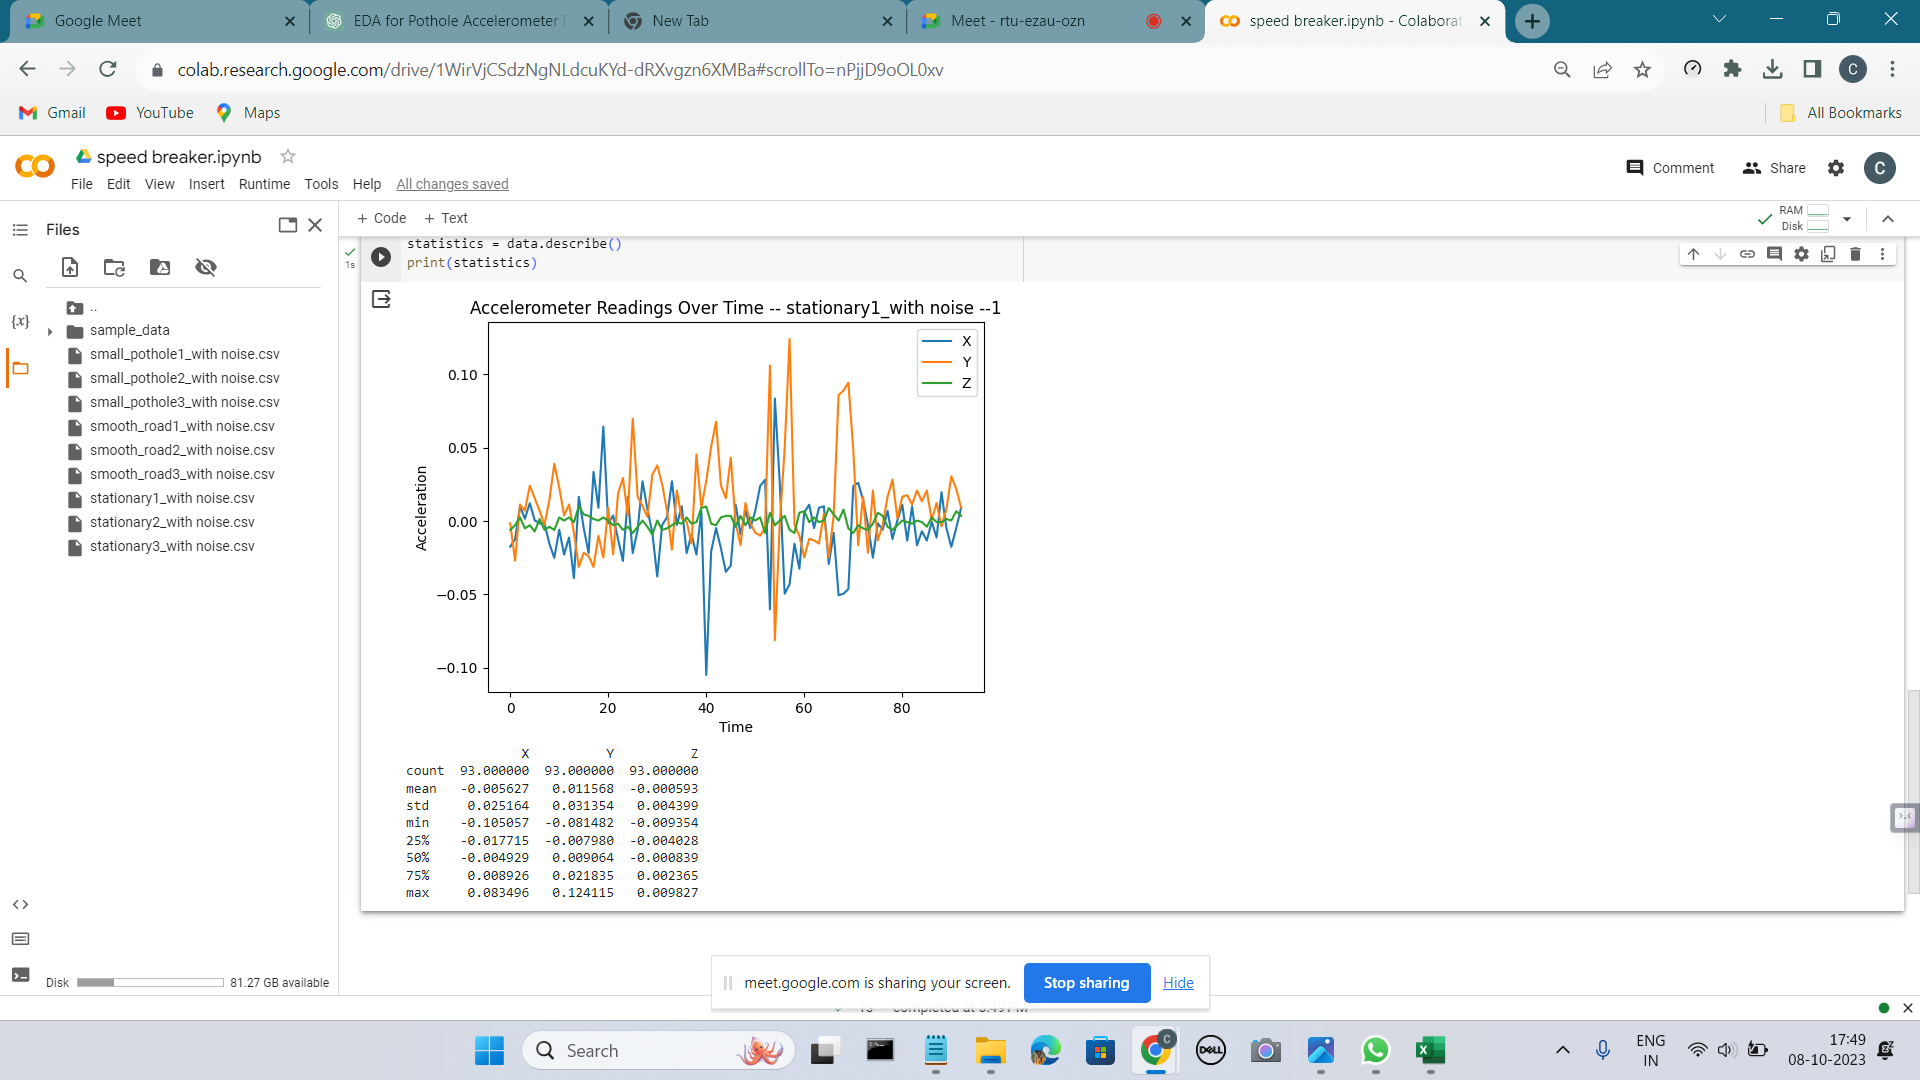 Google Meet
EDA for Pothole Accelerometer
New Tab
Meet - rtu-ezau-ozn
speed breaker.ipynb - Colaborat
colab.research.google.com/drive/1WirVjCSdzNgNLdcuKYd-dRXvgzn6XMBa#scrollTo=nPjjD9oOL0xv
C
Gmail
YouTube
Maps
All Bookmarks
speed breaker.ipynb
File Edit View Insert Runtime Tools Help All changes saved
Comment
Share
C
Files
+ Code + Text
RAM
Disk
statistics = data.describe()
print(statistics)
1s
{x}
..
sample_data
small_pothole1_with noise.csv
small_pothole2_with noise.csv
small_pothole3_with noise.csv
smooth_road1_with noise.csv
smooth_road2_with noise.csv
smooth_road3_with noise.csv
stationary1_with noise.csv
stationary2_with noise.csv
stationary3_with noise.csv
Disk
81.27 GB available
Accelerometer Readings Over Time -- stationary1_with noise --1
X
Y
Z
0.10
0.05
0.00
−0.05
−0.10
Acceleration
0 20 40 60 80
Time
X Y Z
count 93.000000 93.000000 93.000000
mean -0.005627 0.011568 -0.000593
std 0.025164 0.031354 0.004399
min -0.105057 -0.081482 -0.009354
25% -0.017715 -0.007980 -0.004028
50% -0.004929 0.009064 -0.000839
75% 0.008926 0.021835 0.002365
max 0.083496 0.124115 0.009827
meet.google.com is sharing your screen.
Stop sharing
Hide
Search
C
DELL
ENG
IN
17:49
08-10-2023